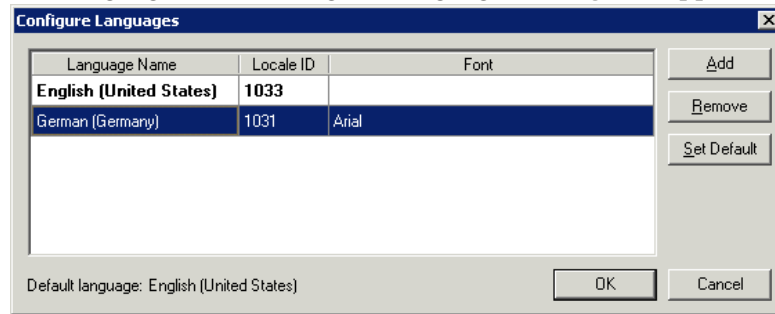 Configure Languages
Language Name Locale ID Font
English (United States) 1033
German (Germany) 1031 Arial
Add
Remove
Set Default
Default language: English (United States)
OK Cancel